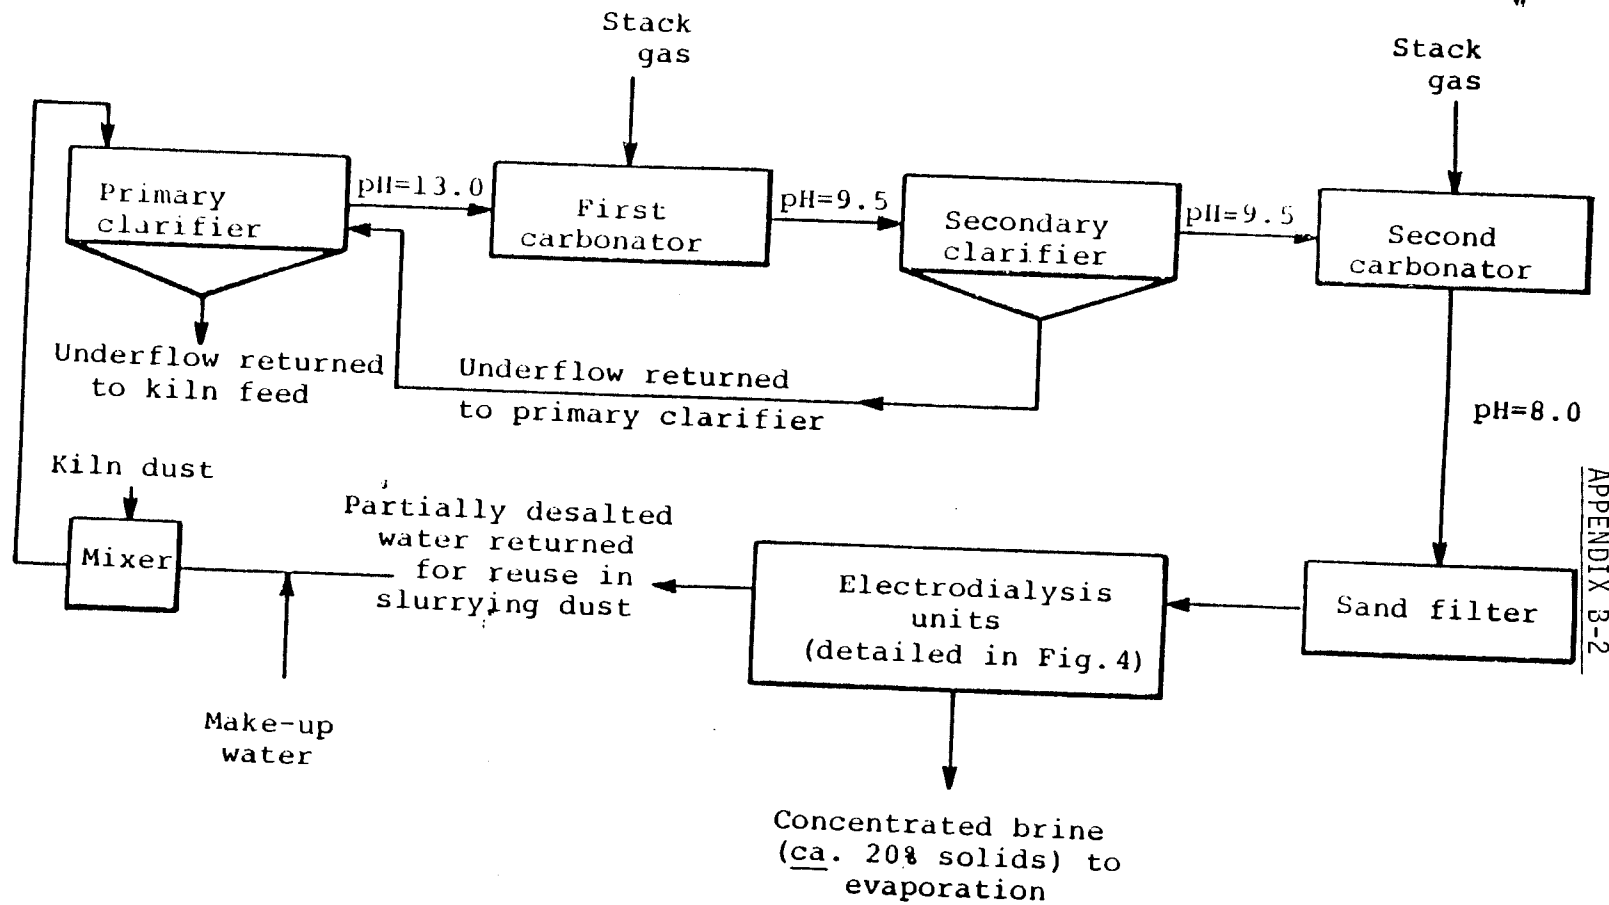 Stack
gas
Stack
gas
Primary
clarifier
pH=13.0
First
carbonator
pH=9.5
Secondary
clarifier
pH=9.5
Second
carbonator
Underflow returned
to kiln feed
Underflow returned
to primary clarifier
pH=8.0
Kiln dust
Mixer
Partially desalted
water returned
for reuse in
slurrying dust
Make-up
water
Electrodialysis
units
(detailed in Fig.4)
Sand filter
Concentrated brine
(ca. 20% solids) to
evaporation
APPENDIX B-2